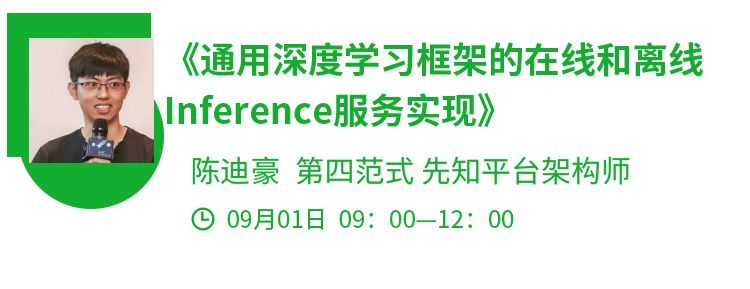 《通用深度学习框架的在线和离线
Inference服务实现》
陈迪豪 第四范式 先知平台架构师
09月01日 09：00—12：00